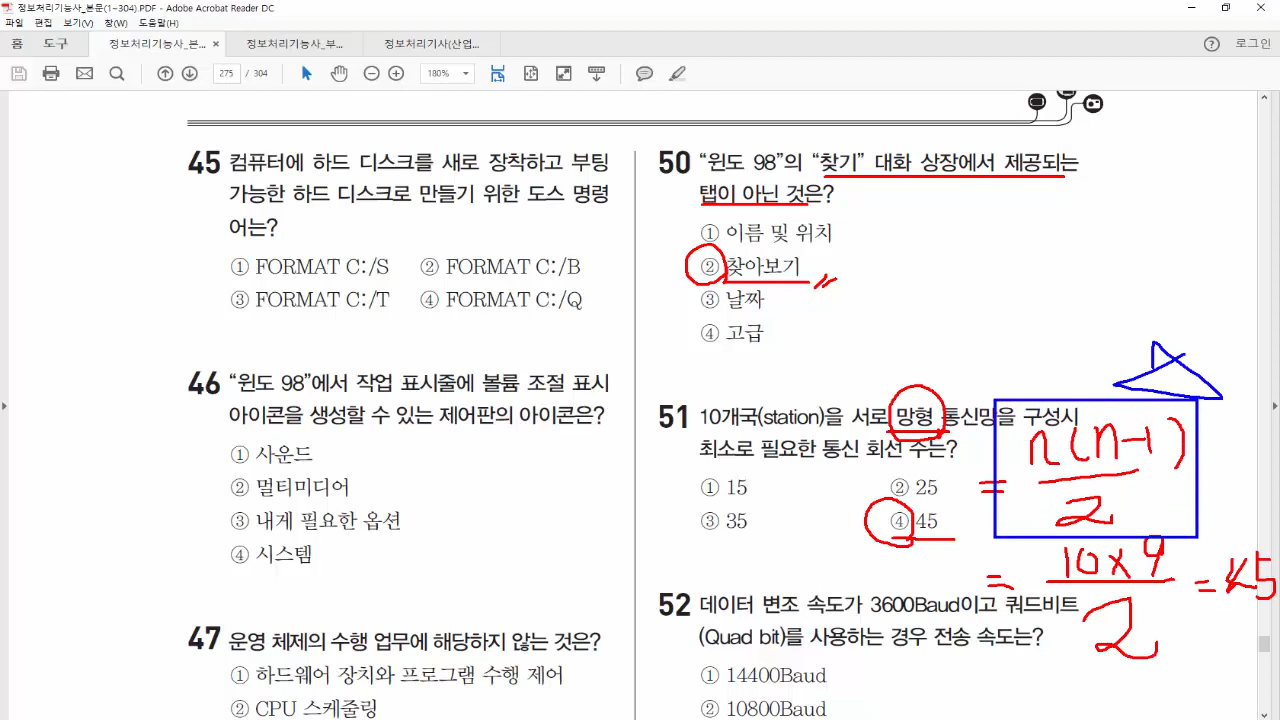 정보처리기능사_본문(1~304).PDF - Adobe Acrobat Reader DC
파일 편집 보기(V) 창(W) 도움말(H)
홈 도구 정보처리기능사_본... × 정보처리기능사_부... 정보처리기사(산업... 로그인
275 / 304 180%
45 컴퓨터에 하드 디스크를 새로 장착하고 부팅
가능한 하드 디스크로 만들기 위한 도스 명령
어는?
① FORMAT C:/S ② FORMAT C:/B
③ FORMAT C:/T ④ FORMAT C:/Q
46 “윈도 98”에서 작업 표시줄에 볼륨 조절 표시
아이콘을 생성할 수 있는 제어판의 아이콘은?
① 사운드
② 멀티미디어
③ 내게 필요한 옵션
④ 시스템
47 운영 체제의 수행 업무에 해당하지 않는 것은?
① 하드웨어 장치와 프로그램 수행 제어
② CPU 스케줄링
50 “윈도 98”의 “찾기” 대화 상장에서 제공되는
탭이 아닌 것은?
① 이름 및 위치
② 찾아보기
③ 날짜
④ 고급
51 10개국(station)을 서로 망형 통신망을 구성시
최소로 필요한 통신 회선 수는?
① 15 ② 25
③ 35 ④ 45
= n(n-1)
2
= 10 x 9 = 45
2
52 데이터 변조 속도가 3600Baud이고 쿼드비트
(Quad bit)를 사용하는 경우 전송 속도는?
① 14400Baud
② 10800Baud